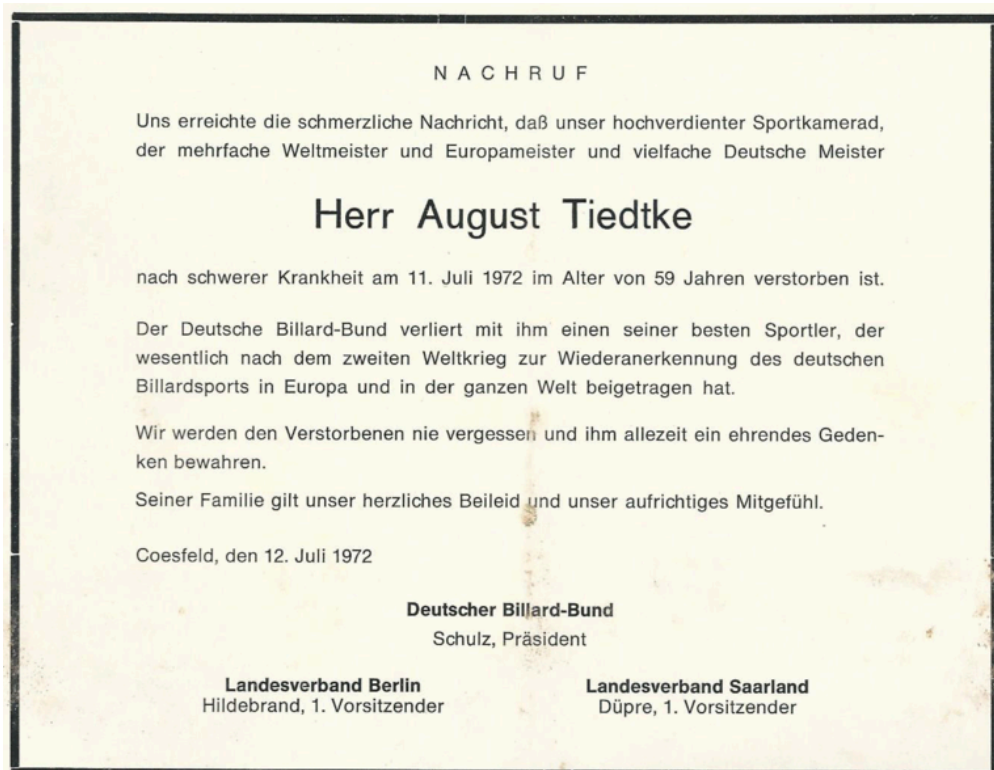 NACHRUF
Uns erreichte die schmerzliche Nachricht, daß unser hochverdienter Sportkamerad,
der mehrfache Weltmeister und Europameister und vielfache Deutsche Meister
Herr August Tiedtke
nach schwerer Krankheit am 11. Juli 1972 im Alter von 59 Jahren verstorben ist.
Der Deutsche Billard-Bund verliert mit ihm einen seiner besten Sportler, der
wesentlich nach dem zweiten Weltkrieg zur Wiederanerkennung des deutschen
Billardsports in Europa und in der ganzen Welt beigetragen hat.
Wir werden den Verstorbenen nie vergessen und ihm allezeit ein ehrendes Geden-
ken bewahren.
Seiner Familie gilt unser herzliches Beileid und unser aufrichtiges Mitgefühl.
Coesfeld, den 12. Juli 1972
Deutscher Billard-Bund
Schulz, Präsident
Landesverband Berlin
Hildebrand, 1. Vorsitzender
Landesverband Saarland
Düpre, 1. Vorsitzender